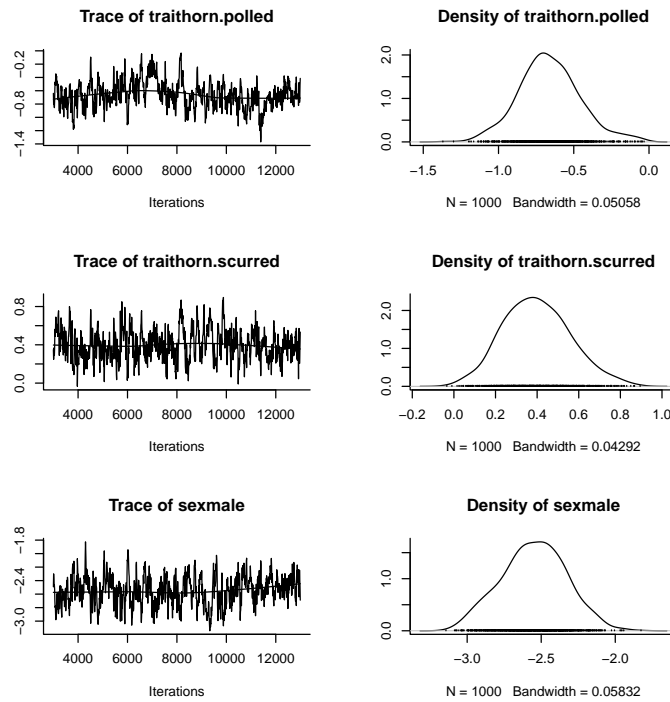 Trace of traithorn.polled
−0.2
−0.8
−1.4
4000 6000 8000 10000 12000
Iterations
Density of traithorn.polled
2.0
1.0
0.0
−1.5 −1.0 −0.5 0.0
N = 1000 Bandwidth = 0.05058
Trace of traithorn.scurred
0.8
0.4
0.0
4000 6000 8000 10000 12000
Iterations
Density of traithorn.scurred
2.0
1.0
0.0
−0.2 0.0 0.2 0.4 0.6 0.8 1.0
N = 1000 Bandwidth = 0.04292
Trace of sexmale
−1.8
−2.4
−3.0
4000 6000 8000 10000 12000
Iterations
Density of sexmale
1.0
0.0
−3.0 −2.5 −2.0
N = 1000 Bandwidth = 0.05832